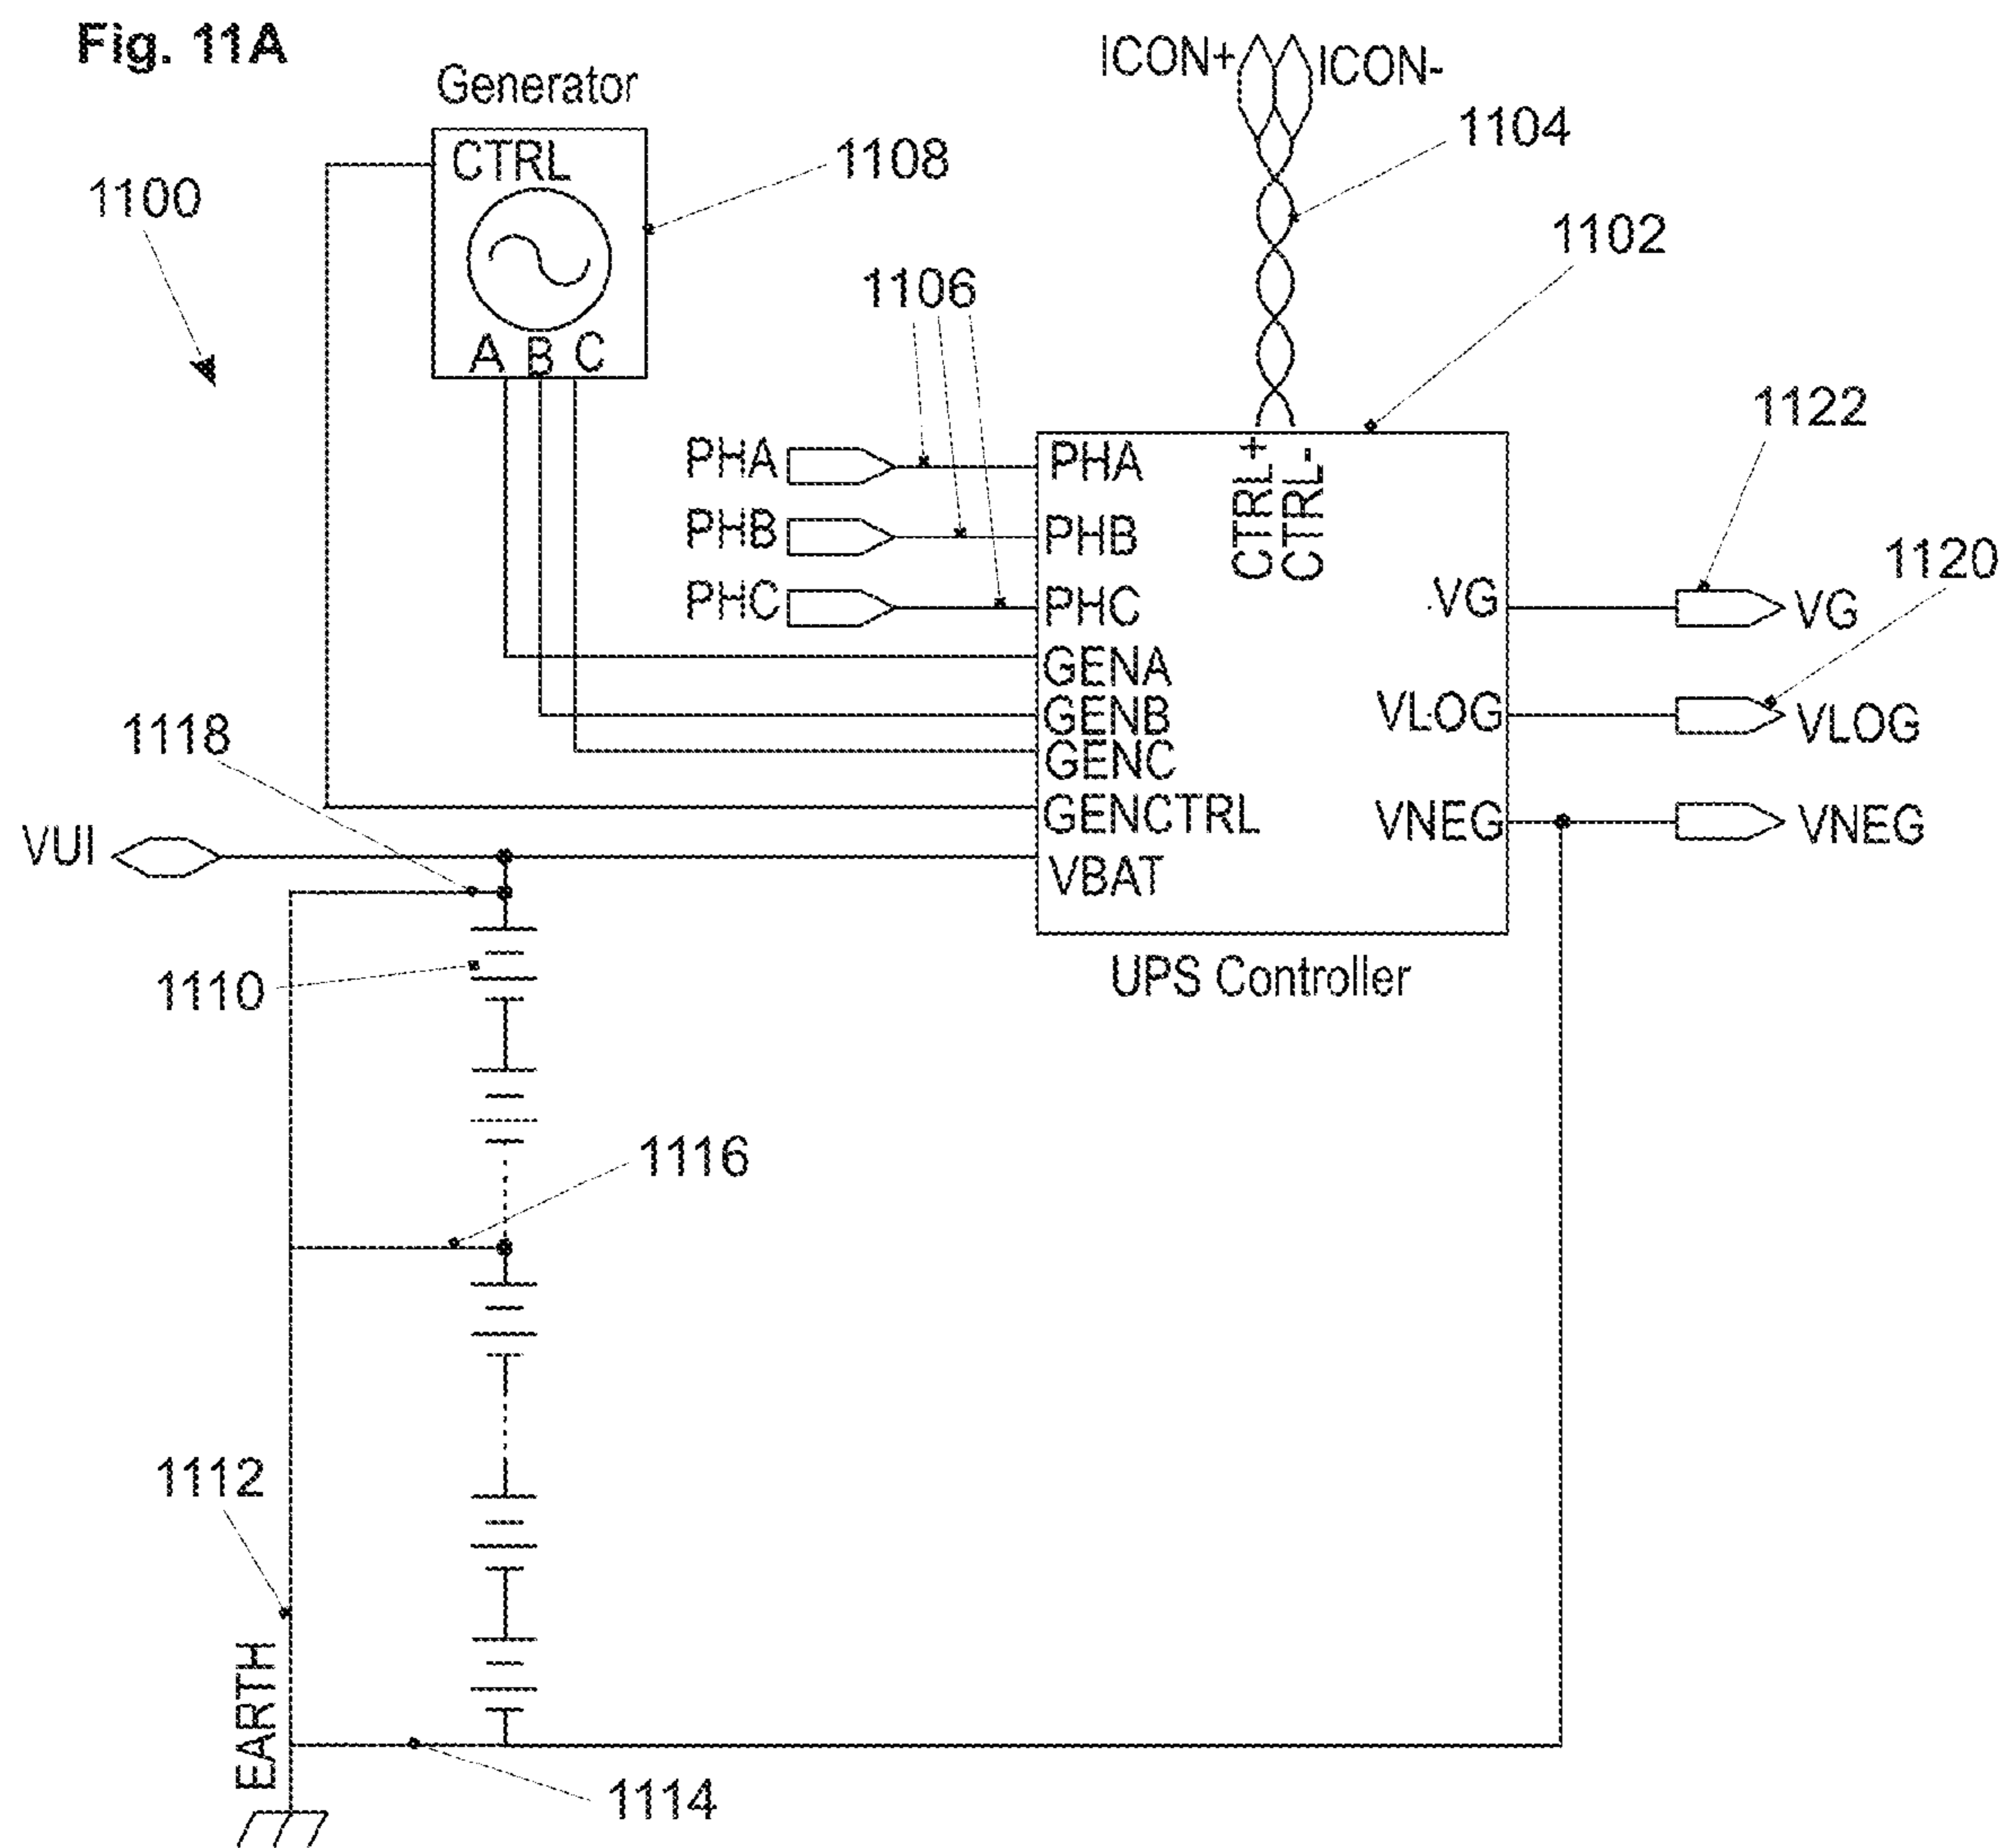 Fig. 11A
Generator
CTRL
A B C
1108
1100
ICON+
ICON-
1104
1102
1106
1122
1120
PHA
PHB
PHC
PHA
PHB
PHC
GENA
GENB
GENC
GENCTRL
VBAT
CTRL+
CTRL-
VG
VLOG
VNEG
VG
VLOG
VNEG
UPS Controller
1118
VUI
1110
1116
1112
EARTH
1114